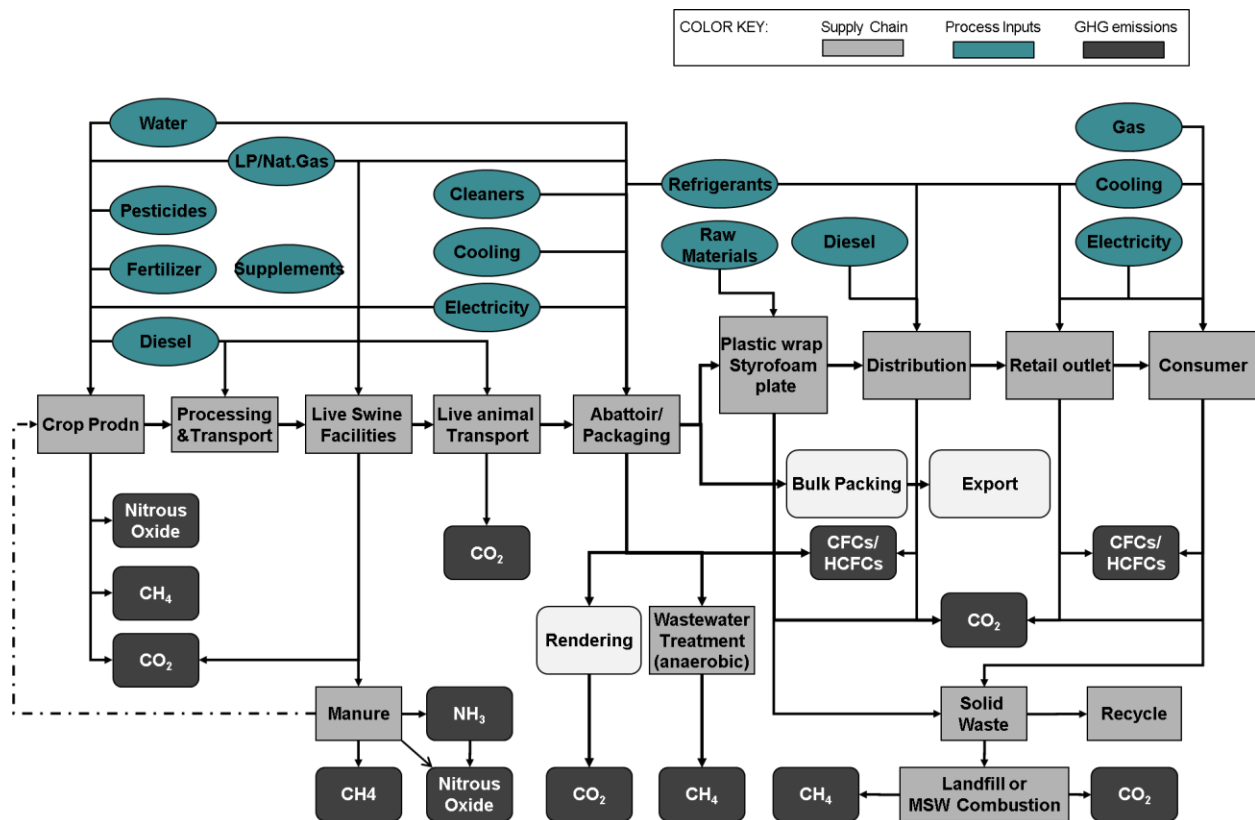 COLOR KEY:
Supply Chain
Process Inputs
GHG emissions
Water
Gas
LP/Nat.Gas
Cleaners
Refrigerants
Cooling
Pesticides
Raw
Materials
Diesel
Electricity
Cooling
Fertilizer
Supplements
Electricity
Diesel
Plastic wrap
Styrofoam
plate
Distribution
Retail outlet
Consumer
Crop Prodn
Processing
&Transport
Live Swine
Facilities
Live animal
Transport
Abattoir/
Packaging
Bulk Packing
Export
Nitrous
Oxide
CO₂
CFCs/
HCFCs
CFCs/
HCFCs
CH₄
CO₂
Rendering
Wastewater
Treatment
(anaerobic)
CO₂
Manure
NH₃
Solid
Waste
Recycle
CH4
Nitrous
Oxide
CO₂
CH₄
CH₄
Landfill or
MSW Combustion
CO₂